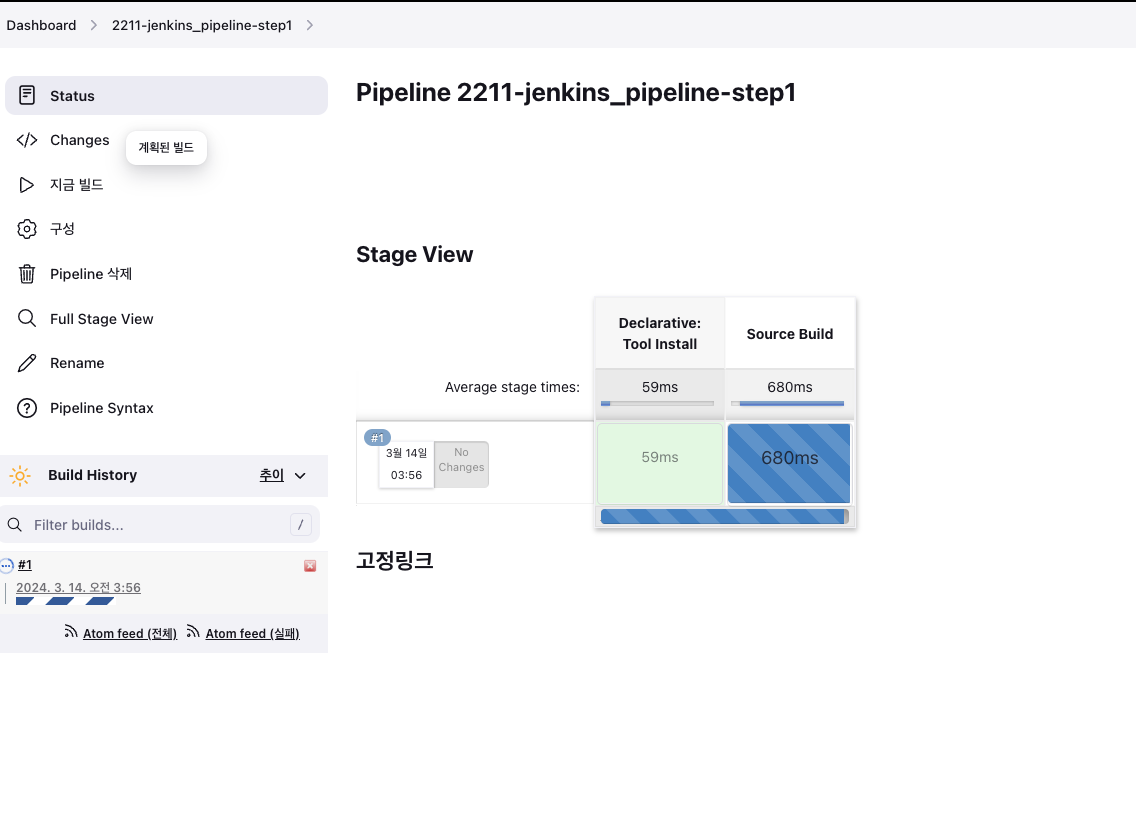 Dashboard
2211-jenkins_pipeline-step1
Status
Changes
계획된 빌드
지금 빌드
구성
Pipeline 삭제
Full Stage View
Rename
Pipeline Syntax
Build History
추이
Filter builds...
/
#1
2024. 3. 14. 오전 3:56
Atom feed (전체)
Atom feed (실패)
Pipeline 2211-jenkins_pipeline-step1
Stage View
Declarative:
Tool Install
Source Build
Average stage times:
59ms
680ms
#1
3월 14일
03:56
No
Changes
59ms
680ms
고정링크